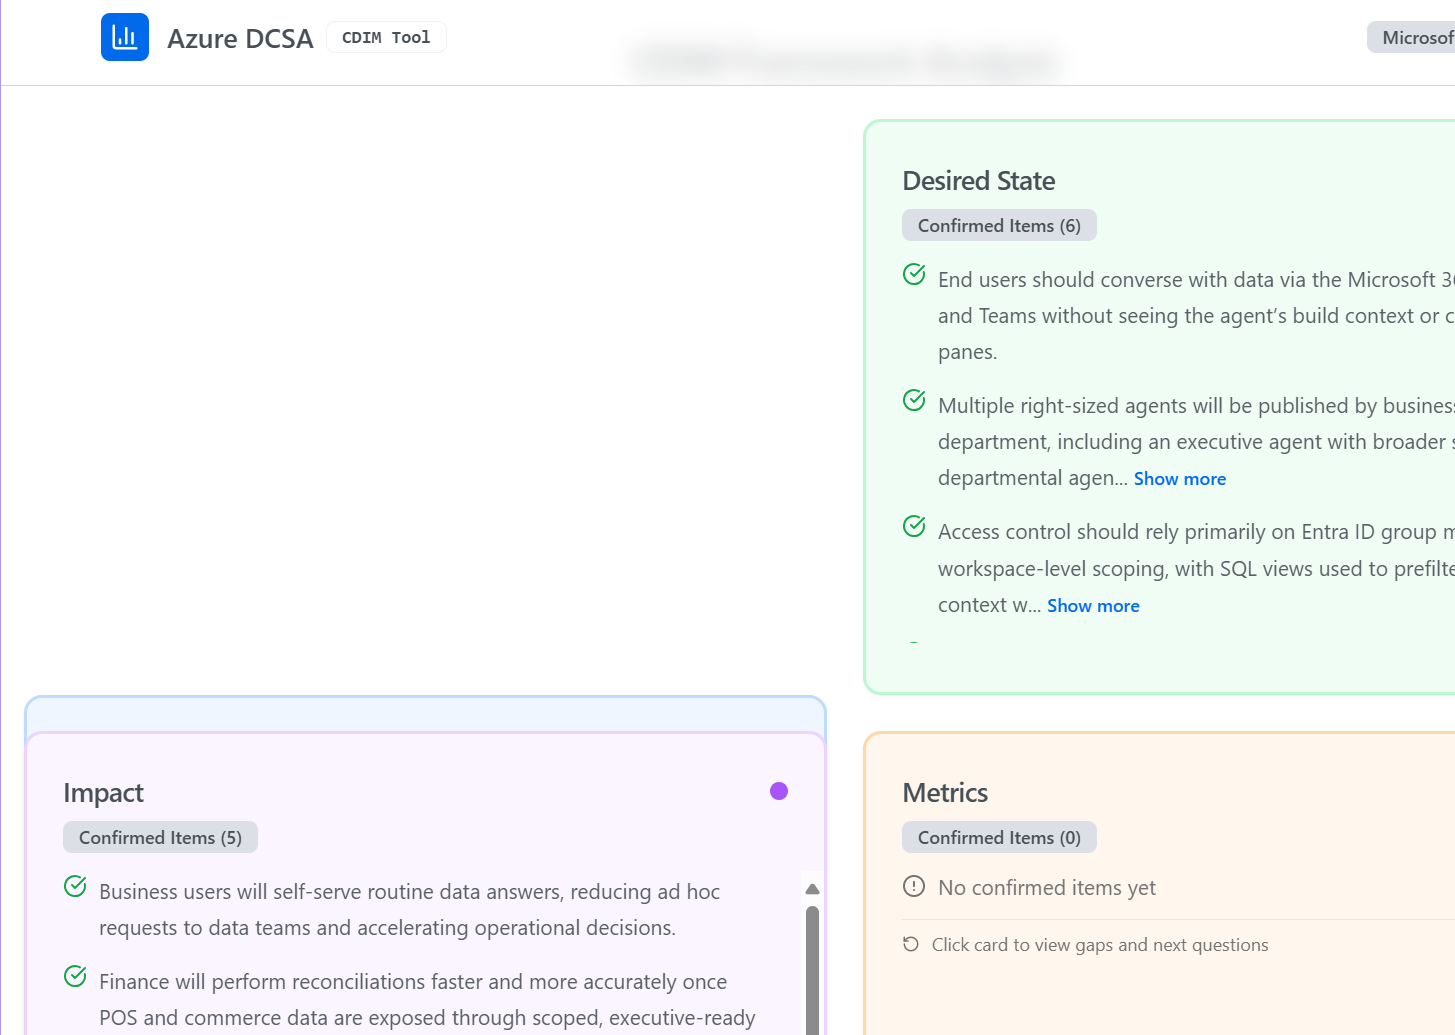 Azure DCSA
CDIM Tool
Desired State
Confirmed Items (6)
End users should converse with data via the Microsoft
and Teams without seeing the agent’s build context or
panes.
Multiple right-sized agents will be published by
department, including an executive agent with broader
departmental agen... Show more
Access control should rely primarily on Entra ID group
workspace-level scoping, with SQL views used to
context w... Show more
Impact
Confirmed Items (5)
Business users will self-serve routine data answers, reducing ad hoc
requests to data teams and accelerating operational decisions.
Finance will perform reconciliations faster and more accurately once
POS and commerce data are exposed through scoped, executive-ready
Metrics
Confirmed Items (0)
No confirmed items yet
Click card to view gaps and next questions